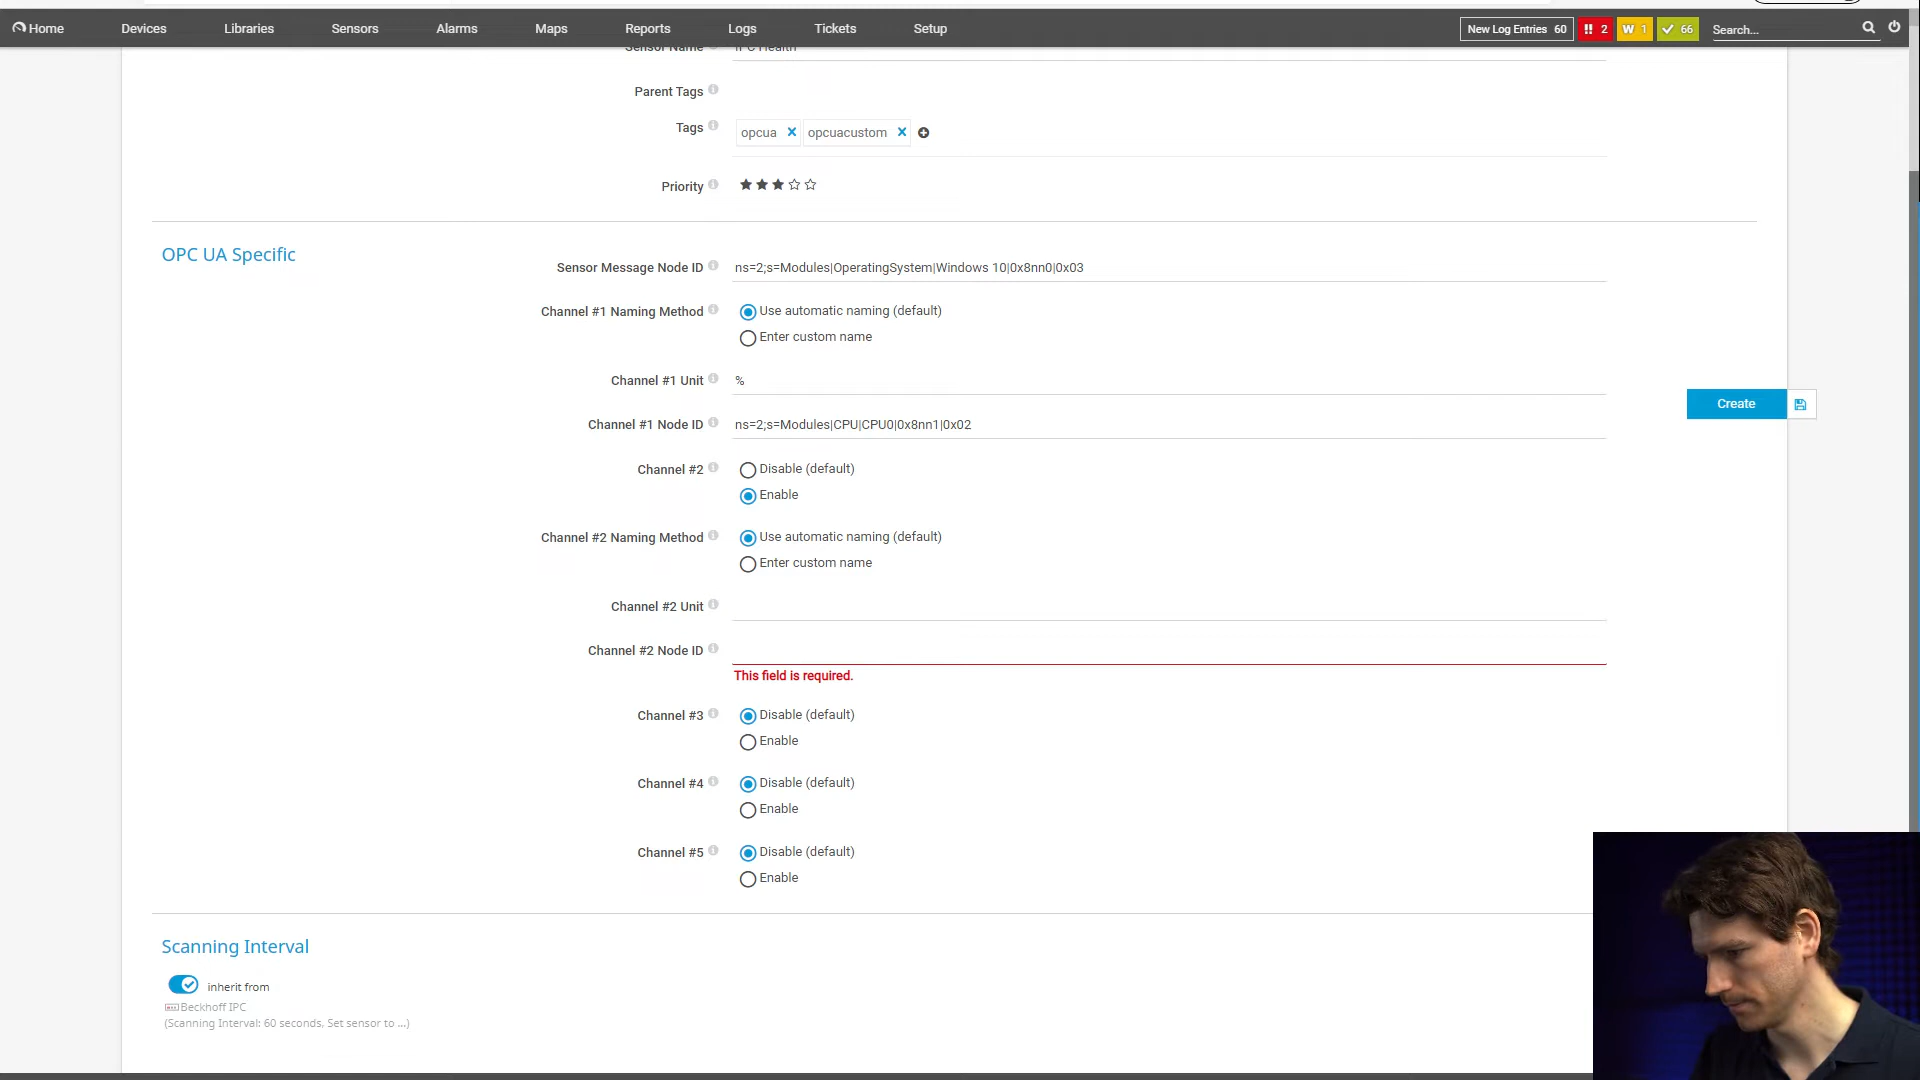 Home Devices Libraries Sensors Alarms Maps Reports Logs Tickets Setup New Log Entries 60 !! 2 W 1 66 Search...
Sensor Name IPC Health
Parent Tags
Tags opcua opcuacustom
Priority
OPC UA Specific
Sensor Message Node ID ns=2;s=Modules|OperatingSystem|Windows 10|0x8nn0|0x03
Channel #1 Naming Method Use automatic naming (default)
Enter custom name
Channel #1 Unit %
Create
Channel #1 Node ID ns=2;s=Modules|CPU|CPU0|0x8nn1|0x02
Channel #2 Disable (default)
Enable
Channel #2 Naming Method Use automatic naming (default)
Enter custom name
Channel #2 Unit
Channel #2 Node ID
This field is required.
Channel #3 Disable (default)
Enable
Channel #4 Disable (default)
Enable
Channel #5 Disable (default)
Enable
Scanning Interval
inherit from
Beckhoff IPC
(Scanning Interval: 60 seconds, Set sensor to ...)